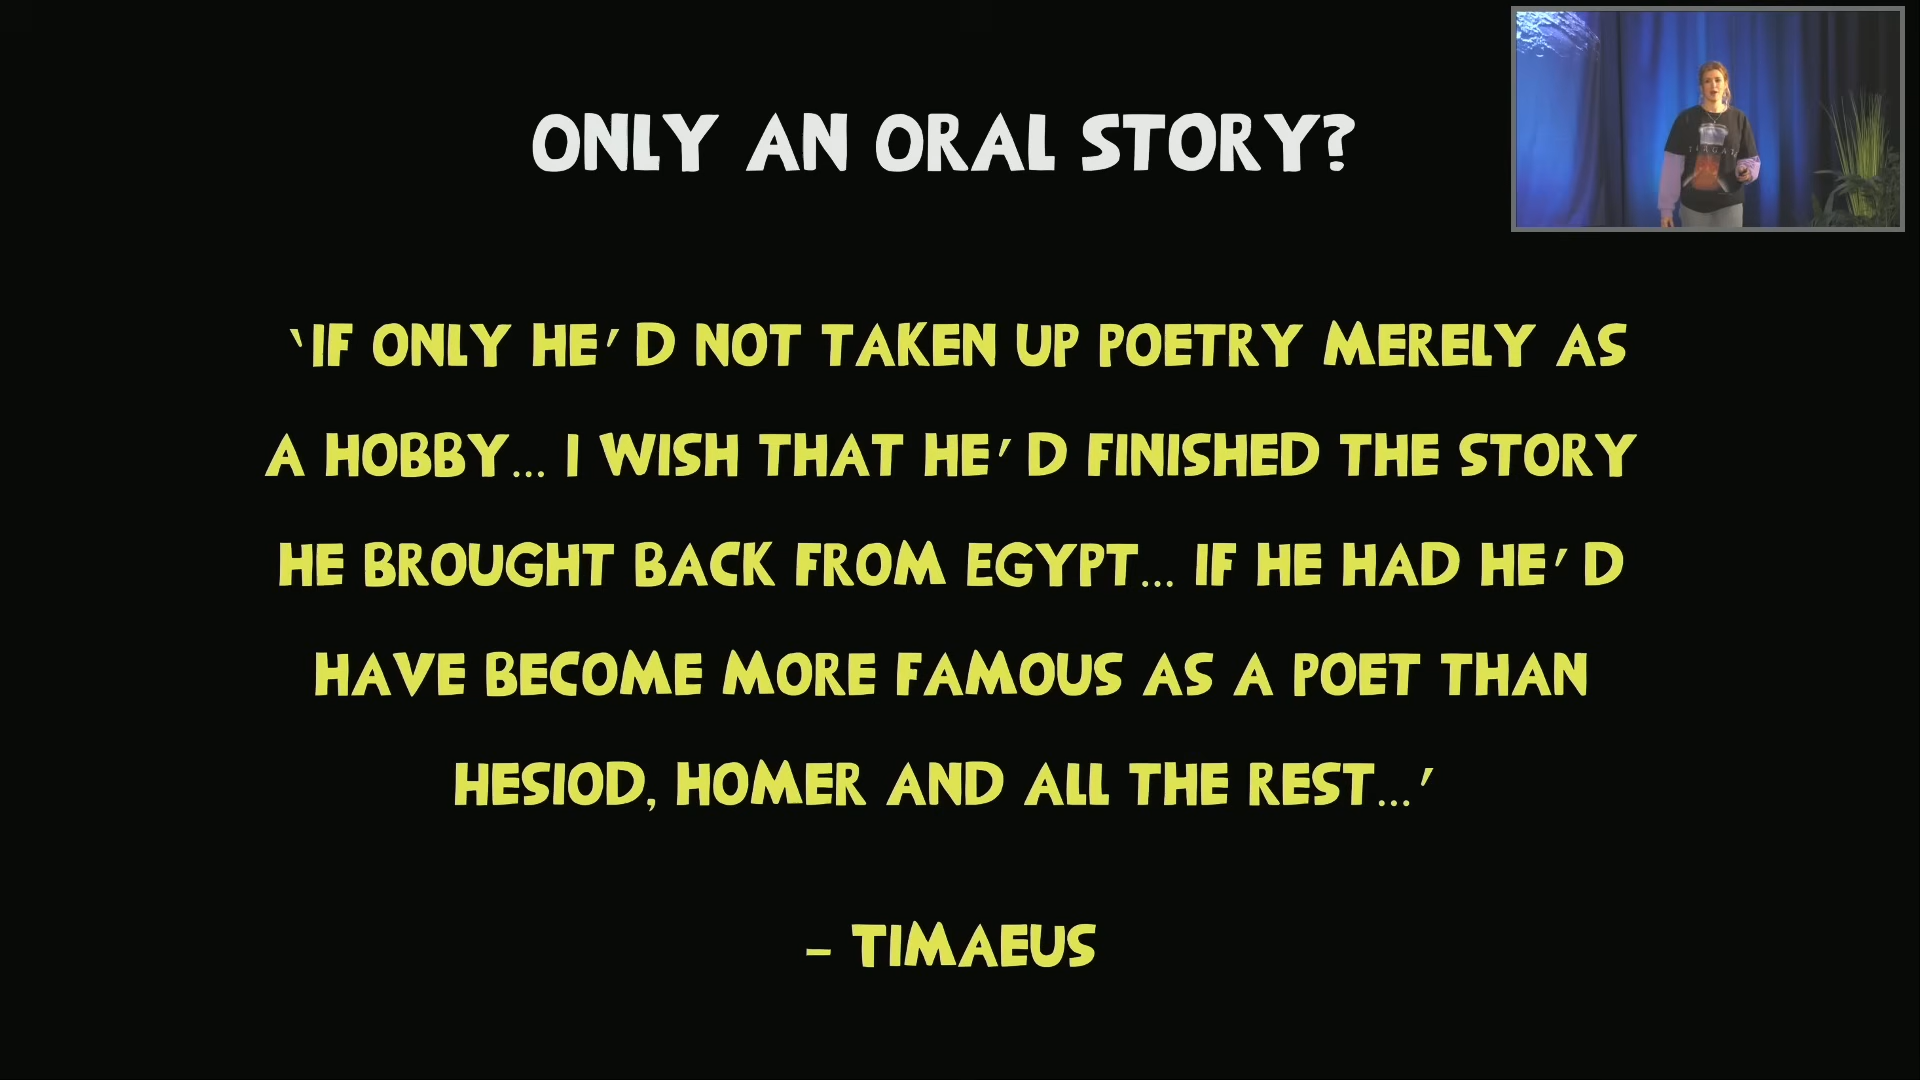 ONLY AN ORAL STORY?
‘IF ONLY HE’D NOT TAKEN UP POETRY MERELY AS
A HOBBY... I WISH THAT HE’D FINISHED THE STORY
HE BROUGHT BACK FROM EGYPT... IF HE HAD HE’D
HAVE BECOME MORE FAMOUS AS A POET THAN
HESIOD, HOMER AND ALL THE REST...’
– TIMAEUS